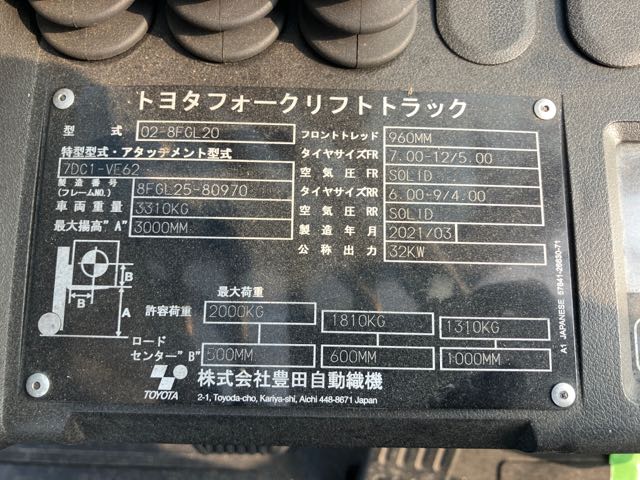 トヨタフォークリフトトラック
型式 02-8FGL20 フロントトレッド 960MM
特型型式・アタッチメント型式 タイヤサイズFR 7.00-12/5.00
7DC1-VE62 空気圧FR SOLID
製造番号(フレームNO.) 8FGL25-80970 タイヤサイズRR 6.00-9/4.00
車両重量 3310KG 空気圧RR SOLID
最大揚高"A" 3000MM 製造年月 2021/03
公称出力 32KW
B
B
A
最大荷重
許容荷重 2000KG 1810KG 1310KG
ロードセンター"B" 500MM 600MM 1000MM
TOYOTA 株式会社豊田自動織機
2-1, Toyoda-cho, Kariya-shi, Aichi 448-8671 Japan
A1 JAPANESE 57841-26630-71